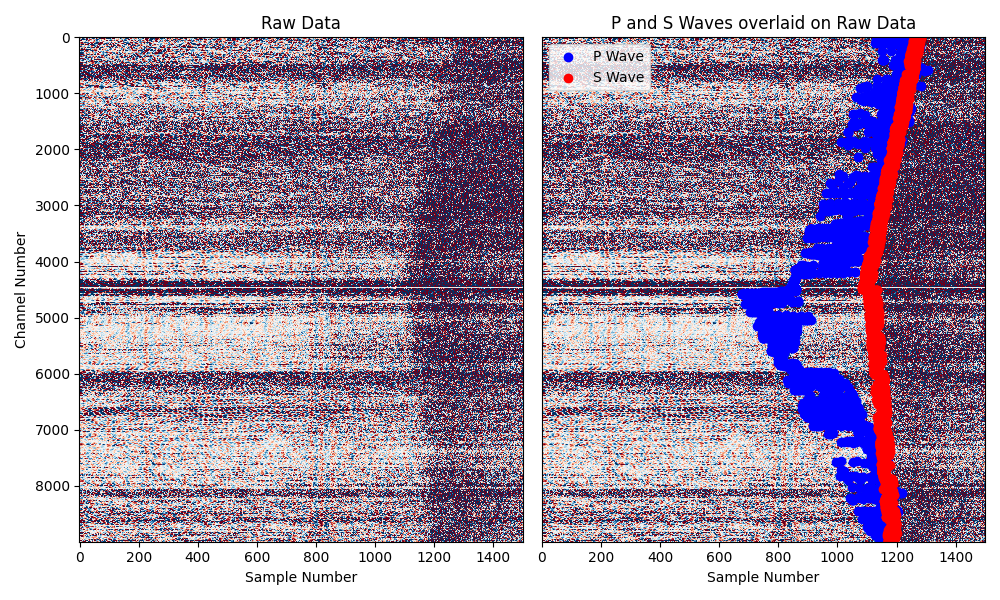 Raw Data
0
1000
2000
3000
4000
5000
6000
7000
8000
Channel Number
0 200 400 600 800 1000 1200 1400
Sample Number
P and S Waves overlaid on Raw Data
P Wave
S Wave
0 200 400 600 800 1000 1200 1400
Sample Number